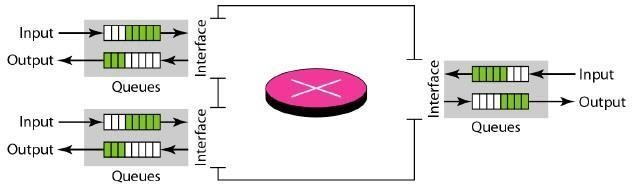 Input
Output
Queues
Interface
Input
Output
Queues
Interface
Interface
Input
Output
Queues